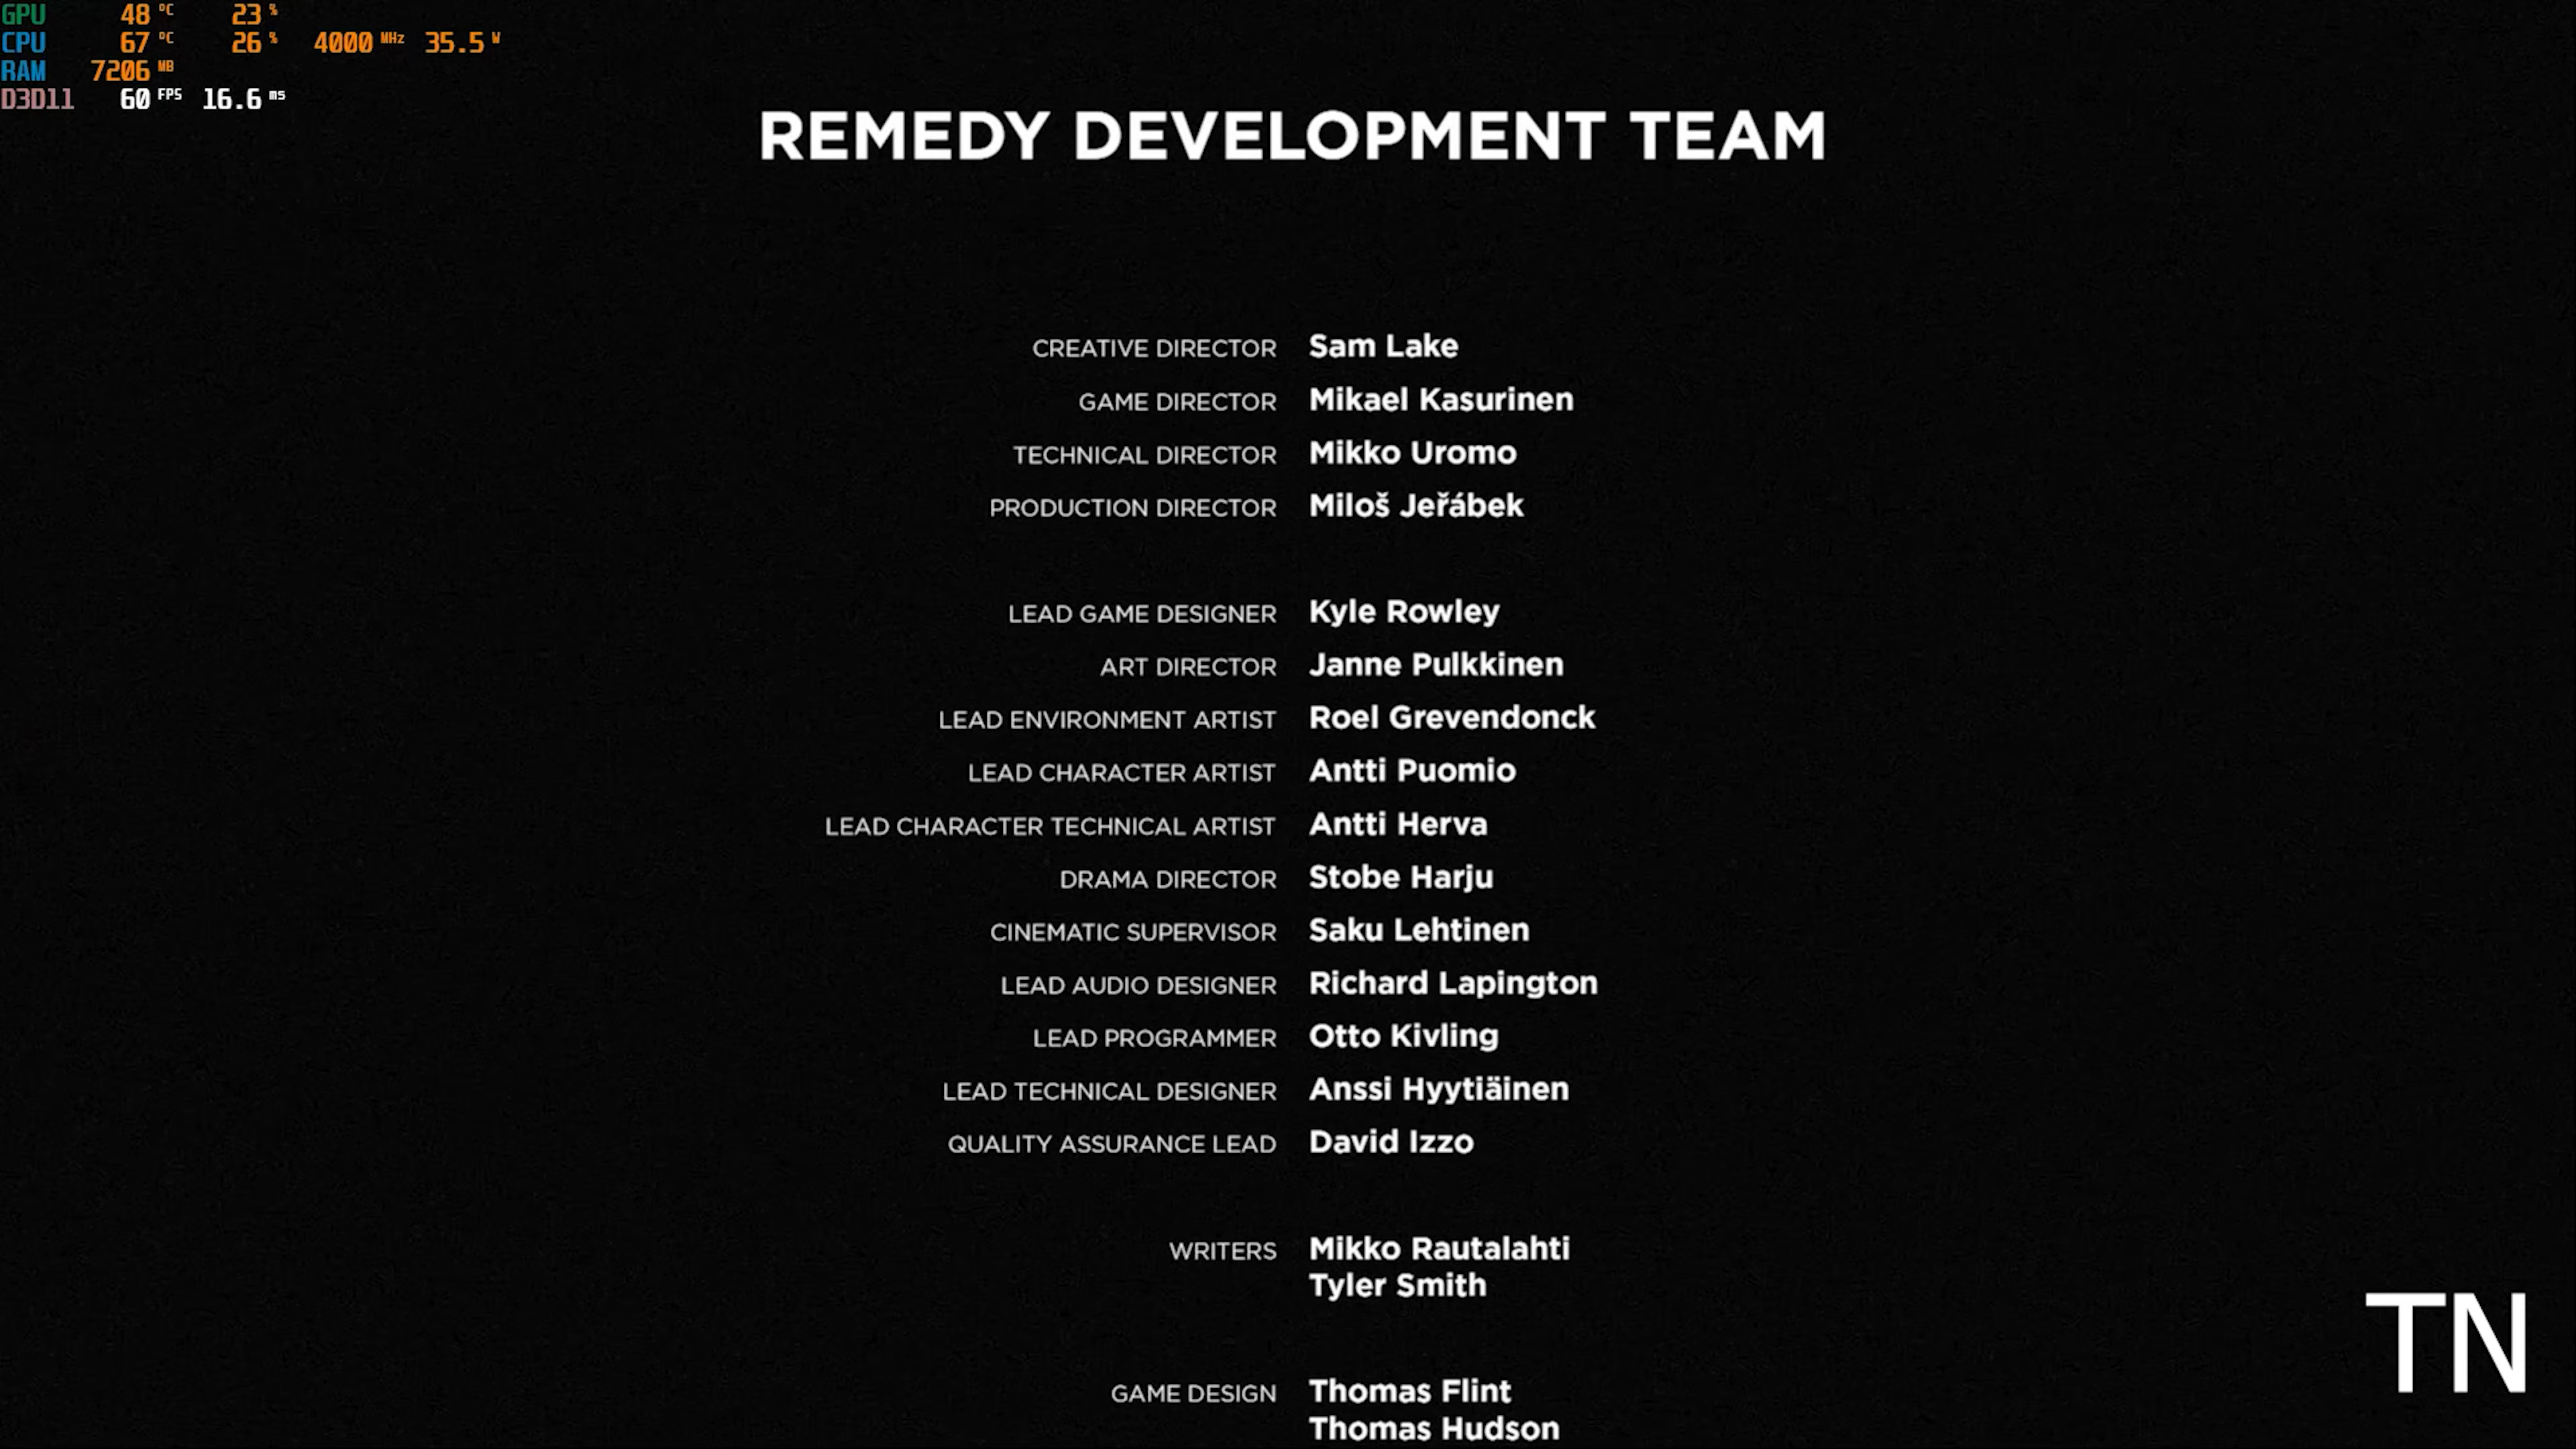 GPU 48 °C 23 %
CPU 67 °C 26 % 4000 MHz 35.5 W
RAM 7206 MB
D3D11 60 FPS 16.6 ms
REMEDY DEVELOPMENT TEAM
CREATIVE DIRECTOR Sam Lake
GAME DIRECTOR Mikael Kasurinen
TECHNICAL DIRECTOR Mikko Uromo
PRODUCTION DIRECTOR Miloš Jeřábek
LEAD GAME DESIGNER Kyle Rowley
ART DIRECTOR Janne Pulkkinen
LEAD ENVIRONMENT ARTIST Roel Grevendonck
LEAD CHARACTER ARTIST Antti Puomio
LEAD CHARACTER TECHNICAL ARTIST Antti Herva
DRAMA DIRECTOR Stobe Harju
CINEMATIC SUPERVISOR Saku Lehtinen
LEAD AUDIO DESIGNER Richard Lapington
LEAD PROGRAMMER Otto Kivling
LEAD TECHNICAL DESIGNER Anssi Hyytiäinen
QUALITY ASSURANCE LEAD David Izzo
WRITERS Mikko Rautalahti
Tyler Smith
GAME DESIGN Thomas Flint
Thomas Hudson
TN